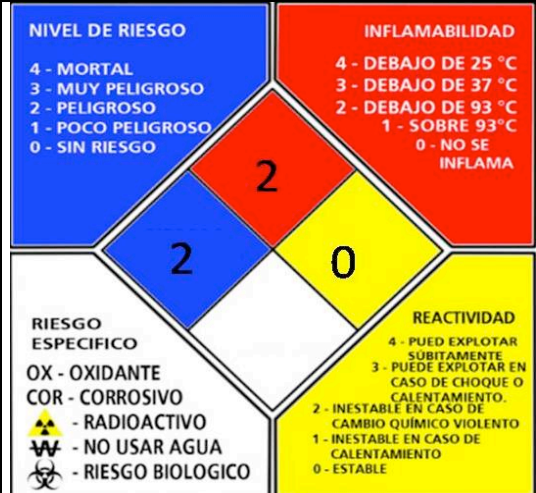 NIVEL DE RIESGO
4 - MORTAL
3 - MUY PELIGROSO
2 - PELIGROSO
1 - POCO PELIGROSO
0 - SIN RIESGO
INFLAMABILIDAD
4 - DEBAJO DE 25 °C
3 - DEBAJO DE 37 °C
2 - DEBAJO DE 93 °C
1 - SOBRE 93°C
0 - NO SE
INFLAMA
2
2
0
RIESGO
ESPECIFICO
OX - OXIDANTE
COR - CORROSIVO
- RADIOACTIVO
W - NO USAR AGUA
- RIESGO BIOLOGICO
REACTIVIDAD
4 - PUED EXPLOTAR
SÚBITAMENTE
3 - PUEDE EXPLOTAR EN
CASO DE CHOQUE O
CALENTAMIENTO.
2 - INESTABLE EN CASO DE
CAMBIO QUÍMICO VIOLENTO
1 - INESTABLE EN CASO DE
CALENTAMIENTO
0 - ESTABLE